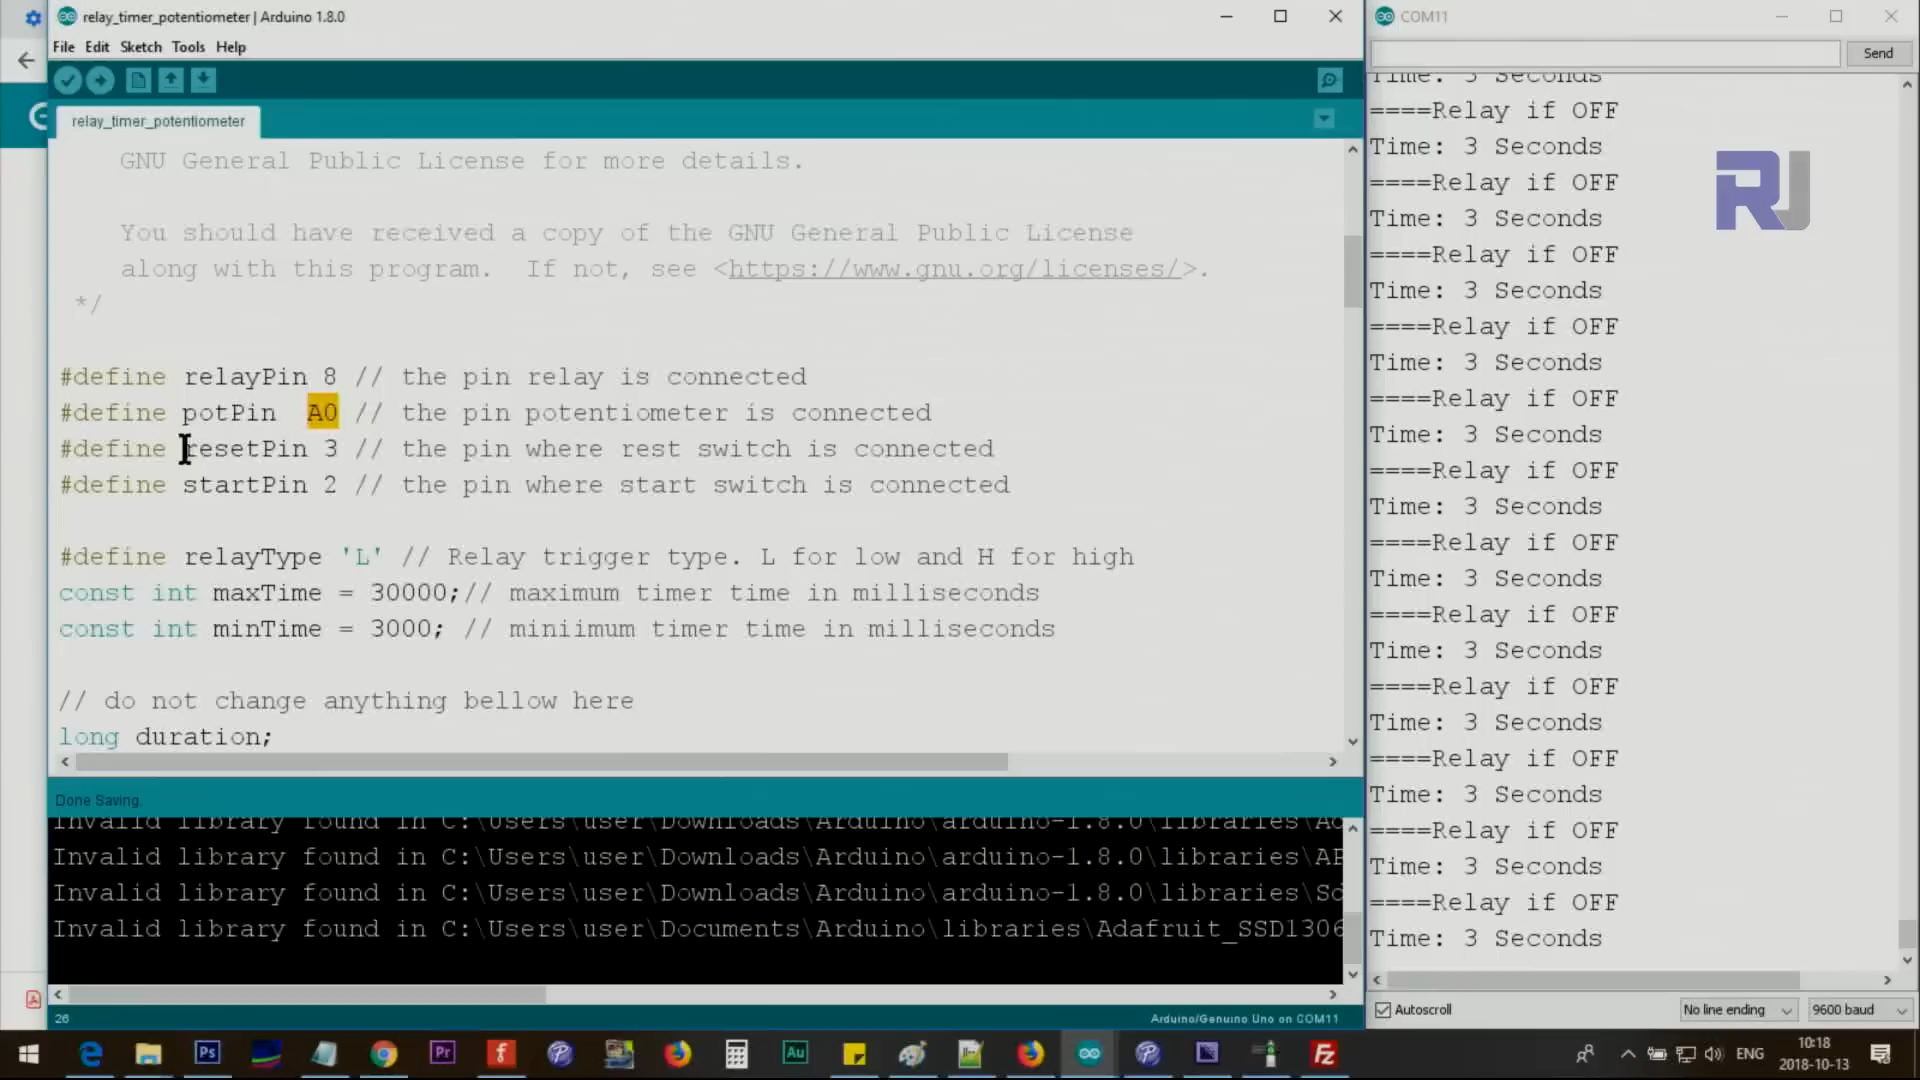 relay_timer_potentiometer | Arduino 1.8.0
File Edit Sketch Tools Help
relay_timer_potentiometer
GNU General Public License for more details.
You should have received a copy of the GNU General Public License
along with this program. If not, see <https://www.gnu.org/licenses/>.
*/
#define relayPin 8 // the pin relay is connected
#define potPin A0 // the pin potentiometer is connected
#define resetPin 3 // the pin where rest switch is connected
#define startPin 2 // the pin where start switch is connected
#define relayType 'L' // Relay trigger type. L for low and H for high
const int maxTime = 30000;// maximum timer time in milliseconds
const int minTime = 3000; // miniimum timer time in milliseconds
// do not change anything bellow here
long duration;
Done Saving.
Invalid library found in C:\Users\user\Downloads\Arduino\arduino-1.8.0\libraries\Ad
Invalid library found in C:\Users\user\Downloads\Arduino\arduino-1.8.0\libraries\AP
Invalid library found in C:\Users\user\Downloads\Arduino\arduino-1.8.0\libraries\Sd
Invalid library found in C:\Users\user\Documents\Arduino\libraries\Adafruit_SSD1306
26
Arduino/Genuino Uno on COM11
COM11
Send
Time: 3 Seconds
====Relay if OFF
Time: 3 Seconds
====Relay if OFF
Time: 3 Seconds
====Relay if OFF
Time: 3 Seconds
====Relay if OFF
Time: 3 Seconds
====Relay if OFF
Time: 3 Seconds
====Relay if OFF
Time: 3 Seconds
====Relay if OFF
Time: 3 Seconds
====Relay if OFF
Time: 3 Seconds
====Relay if OFF
Time: 3 Seconds
====Relay if OFF
Time: 3 Seconds
====Relay if OFF
Time: 3 Seconds
====Relay if OFF
Time: 3 Seconds
RJ
Autoscroll
No line ending
9600 baud
Ps
Pr
Au
Fz
ENG
10:18
2018-10-13